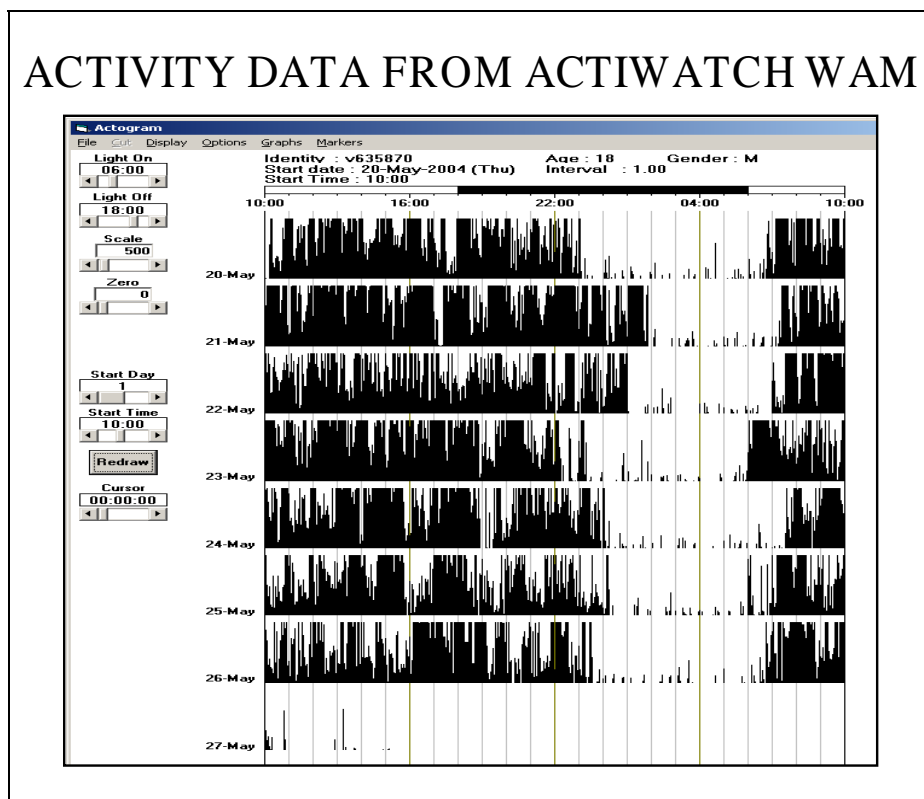 ACTIVITY DATA FROM ACTIWATCH WAM
Actogram
File Cut Display Options Graphs Markers
Light On
06:00
Light Off
18:00
Scale
500
Zero
0
Start Day
1
Start Time
10:00
Redraw
Cursor
00:00:00
Identity : v635870 Age : 18 Gender : M
Start date : 20-May-2004 (Thu) Interval : 1.00
Start Time : 10:00
10:00 16:00 22:00 04:00 10:00
20-May
21-May
22-May
23-May
24-May
25-May
26-May
27-May